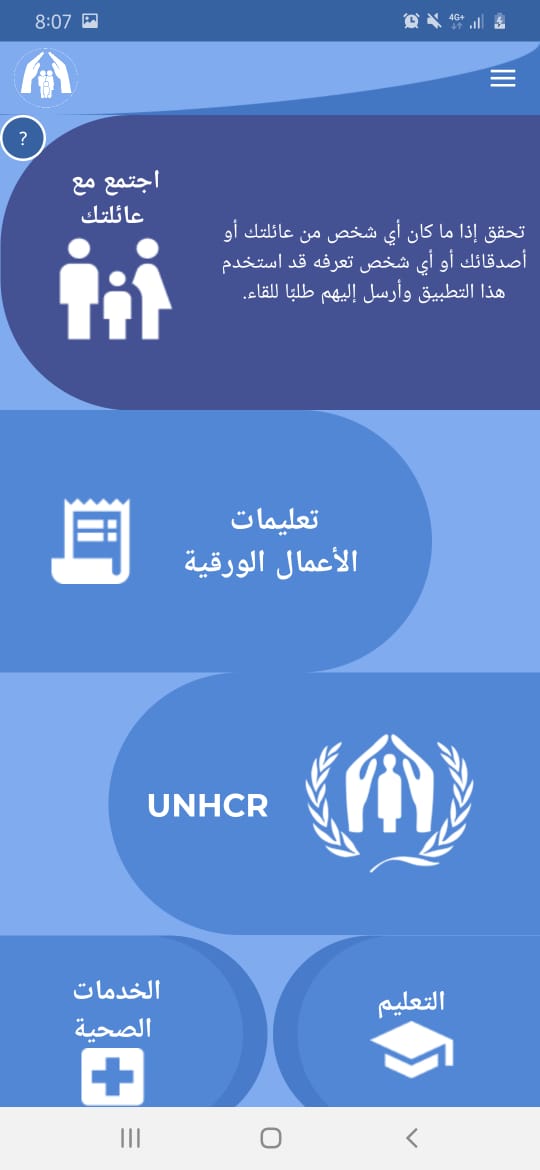 8:07
4G+
?
اجتمع مع
عائلتك
تحقق إذا ما كان أي شخص من عائلتك أو
أصدقائك أو أي شخص تعرفه قد استخدم
هذا التطبيق وأرسل إليهم طلبًا للقاء.
تعليمات
الأعمال الورقية
UNHCR
التعليم
الخدمات
الصحية